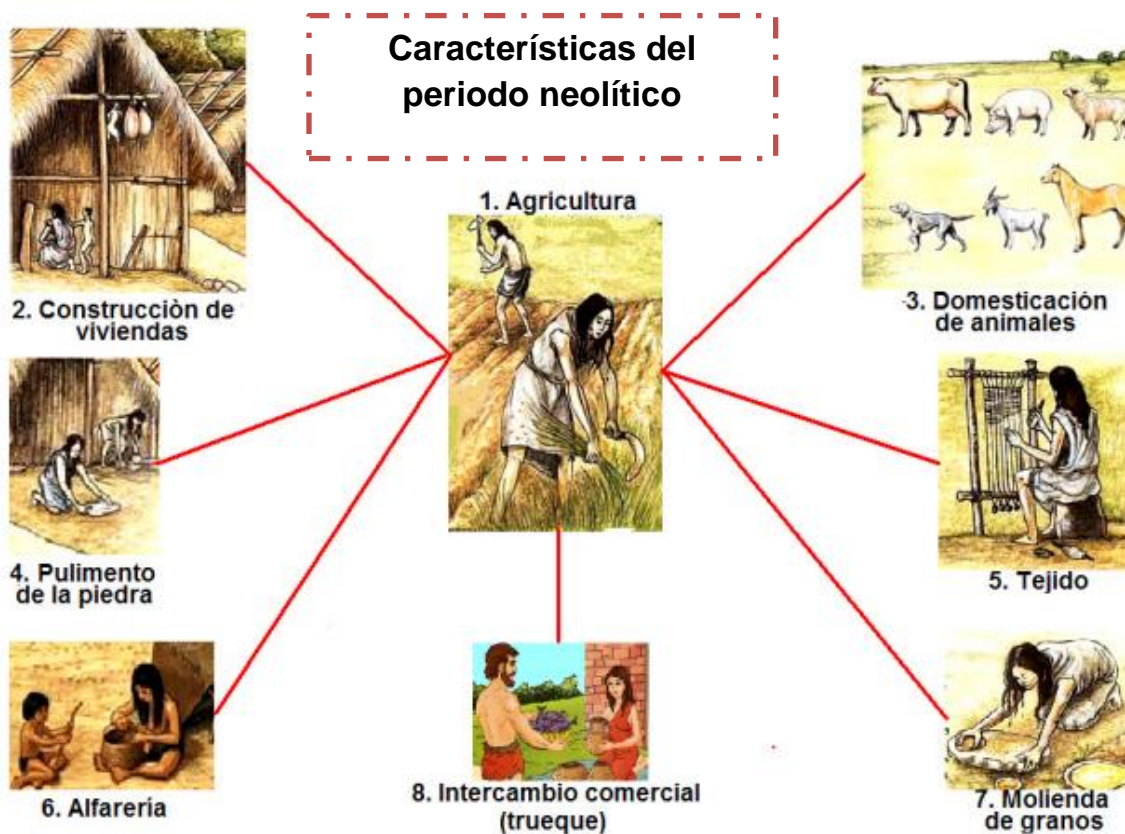 Características del
periodo neolítico
1. Agricultura
2. Construcciòn de
viviendas
3. Domesticaciòn
de animales
4. Pulimento
de la piedra
5. Tejido
6. Alfarería
8. Intercambio comercial
(trueque)
7. Molienda
de granos